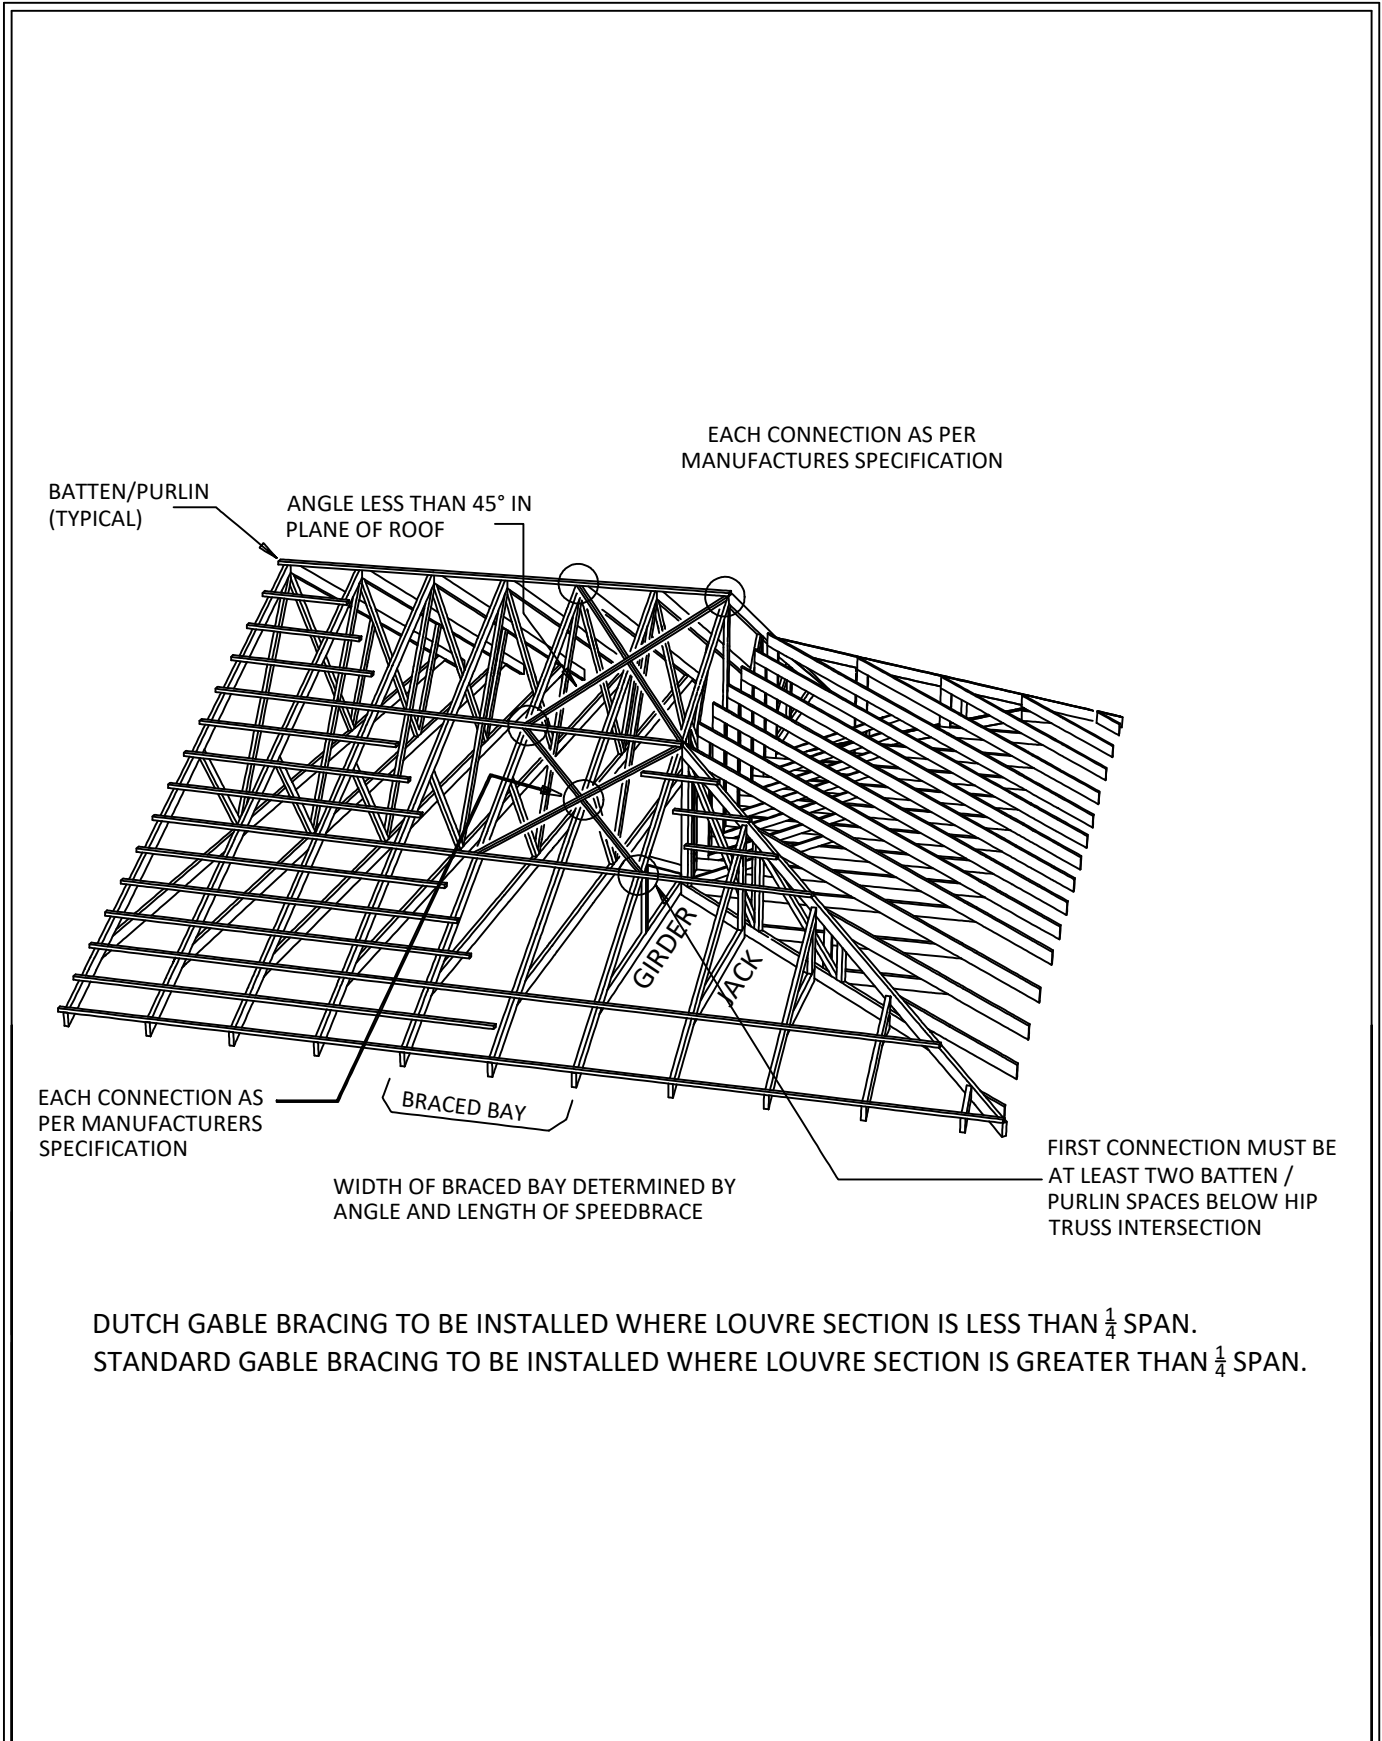 EACH CONNECTION AS PER
MANUFACTURES SPECIFICATION
BATTEN/PURLIN
(TYPICAL)
ANGLE LESS THAN 45° IN
PLANE OF ROOF
GIRDER
JACK
EACH CONNECTION AS
PER MANUFACTURERS
SPECIFICATION
BRACED BAY
FIRST CONNECTION MUST BE
AT LEAST TWO BATTEN /
PURLIN SPACES BELOW HIP
TRUSS INTERSECTION
WIDTH OF BRACED BAY DETERMINED BY
ANGLE AND LENGTH OF SPEEDBRACE
DUTCH GABLE BRACING TO BE INSTALLED WHERE LOUVRE SECTION IS LESS THAN 1/4 SPAN.
STANDARD GABLE BRACING TO BE INSTALLED WHERE LOUVRE SECTION IS GREATER THAN 1/4 SPAN.